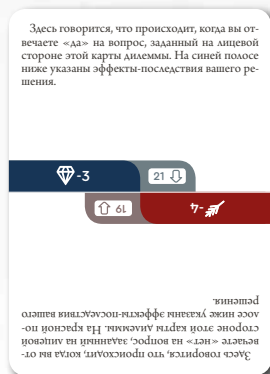 Здесь говорится, что происходит, когда вы от-
вечаете «да» на вопрос, заданный на лицевой
стороне этой карты дилеммы. На синей полосе
ниже указаны эффекты-последствия вашего ре-
шения.
-3 21
19 -4
Здесь говорится, что происходит, когда вы от-
вечаете «нет» на вопрос, заданный на лицевой
стороне этой карты дилеммы. На красной по-
лосе ниже указаны эффекты-последствия вашего
решения.